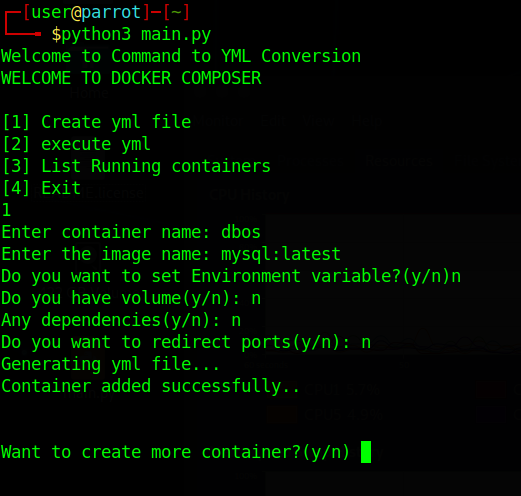 ┌─[user@parrot]─[~]
└──╼ $python3 main.py
Welcome to Command to YML Conversion
WELCOME TO DOCKER COMPOSER
[1] Create yml file
[2] execute yml
[3] List Running containers
[4] Exit
1
Enter container name: dbos
Enter the image name: mysql:latest
Do you want to set Environment variable?(y/n)n
Do you have volume(y/n): n
Any dependencies(y/n): n
Do you want to redirect ports(y/n): n
Generating yml file...
Container added successfully..
Want to create more container?(y/n)